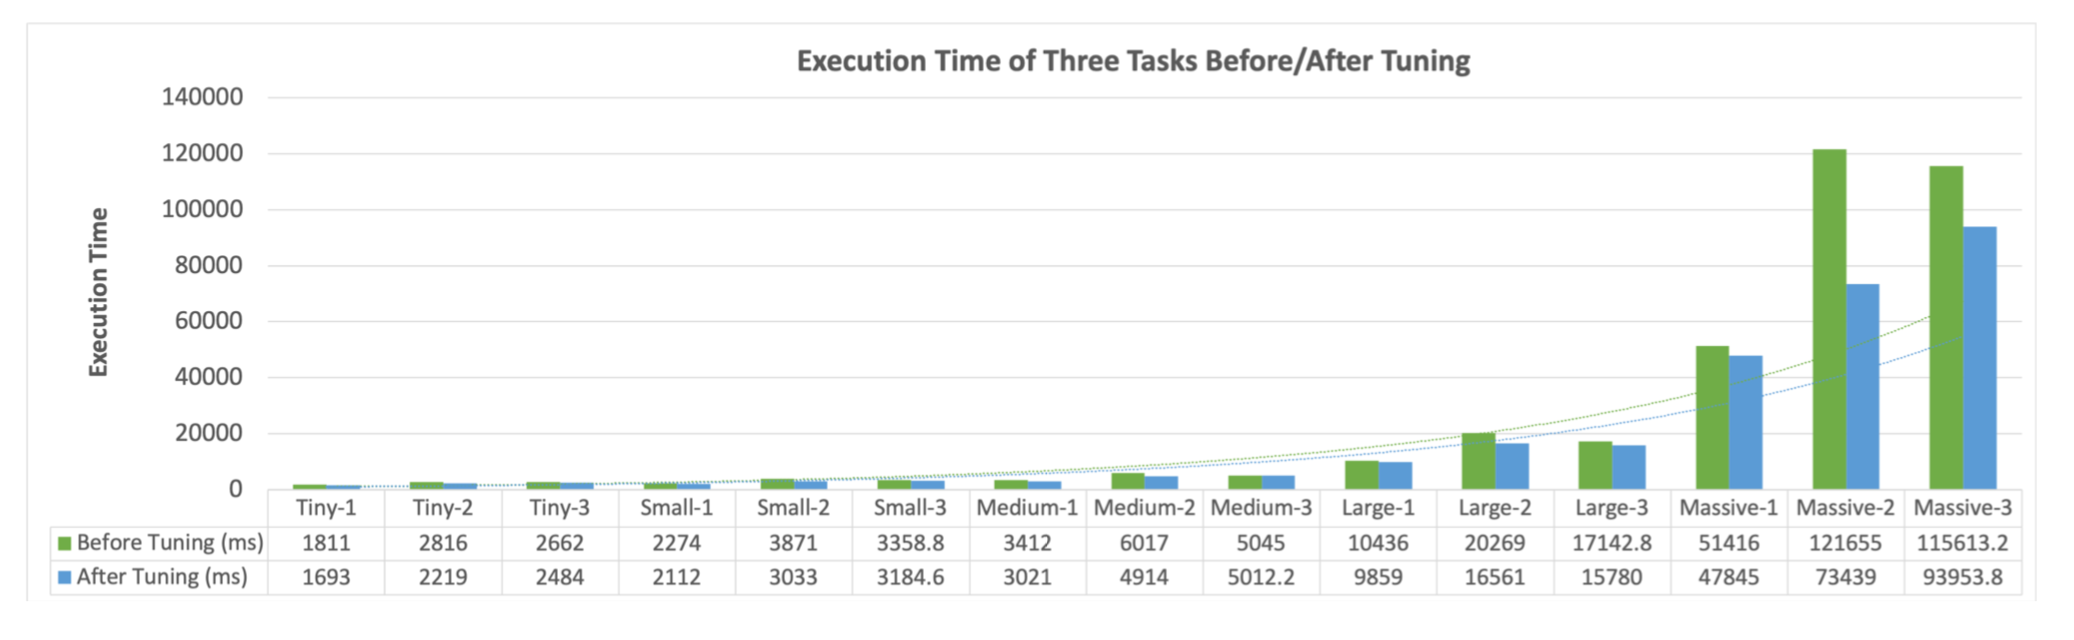 Execution Time of Three Tasks Before/After Tuning
140000
120000
100000
80000
60000
40000
20000
0
Execution Time
Tiny-1 Tiny-2 Tiny-3 Small-1 Small-2 Small-3 Medium-1 Medium-2 Medium-3 Large-1 Large-2 Large-3 Massive-1 Massive-2 Massive-3
Before Tuning (ms) 1811 2816 2662 2274 3871 3358.8 3412 6017 5045 10436 20269 17142.8 51416 121655 115613.2
After Tuning (ms) 1693 2219 2484 2112 3033 3184.6 3021 4914 5012.2 9859 16561 15780 47845 73439 93953.8